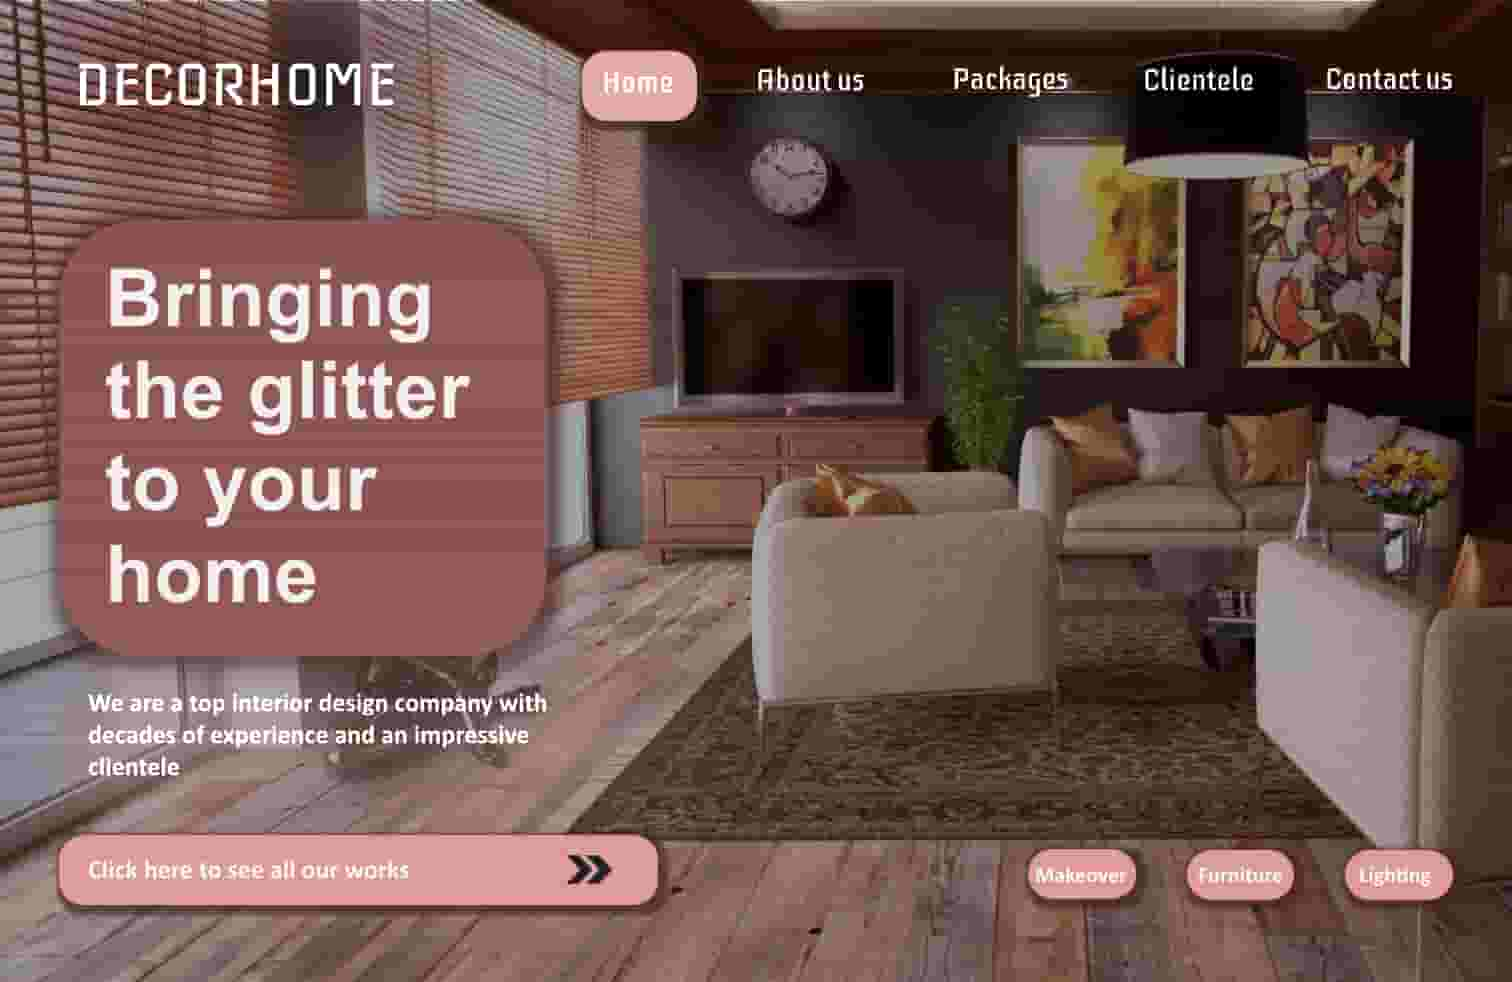 DECORHOME
Home
About us
Packages
Clientele
Contact us
Bringing
the glitter
to your
home
We are a top interior design company with
decades of experience and an impressive
clientele
Click here to see all our works
Makeover
Furniture
Lighting